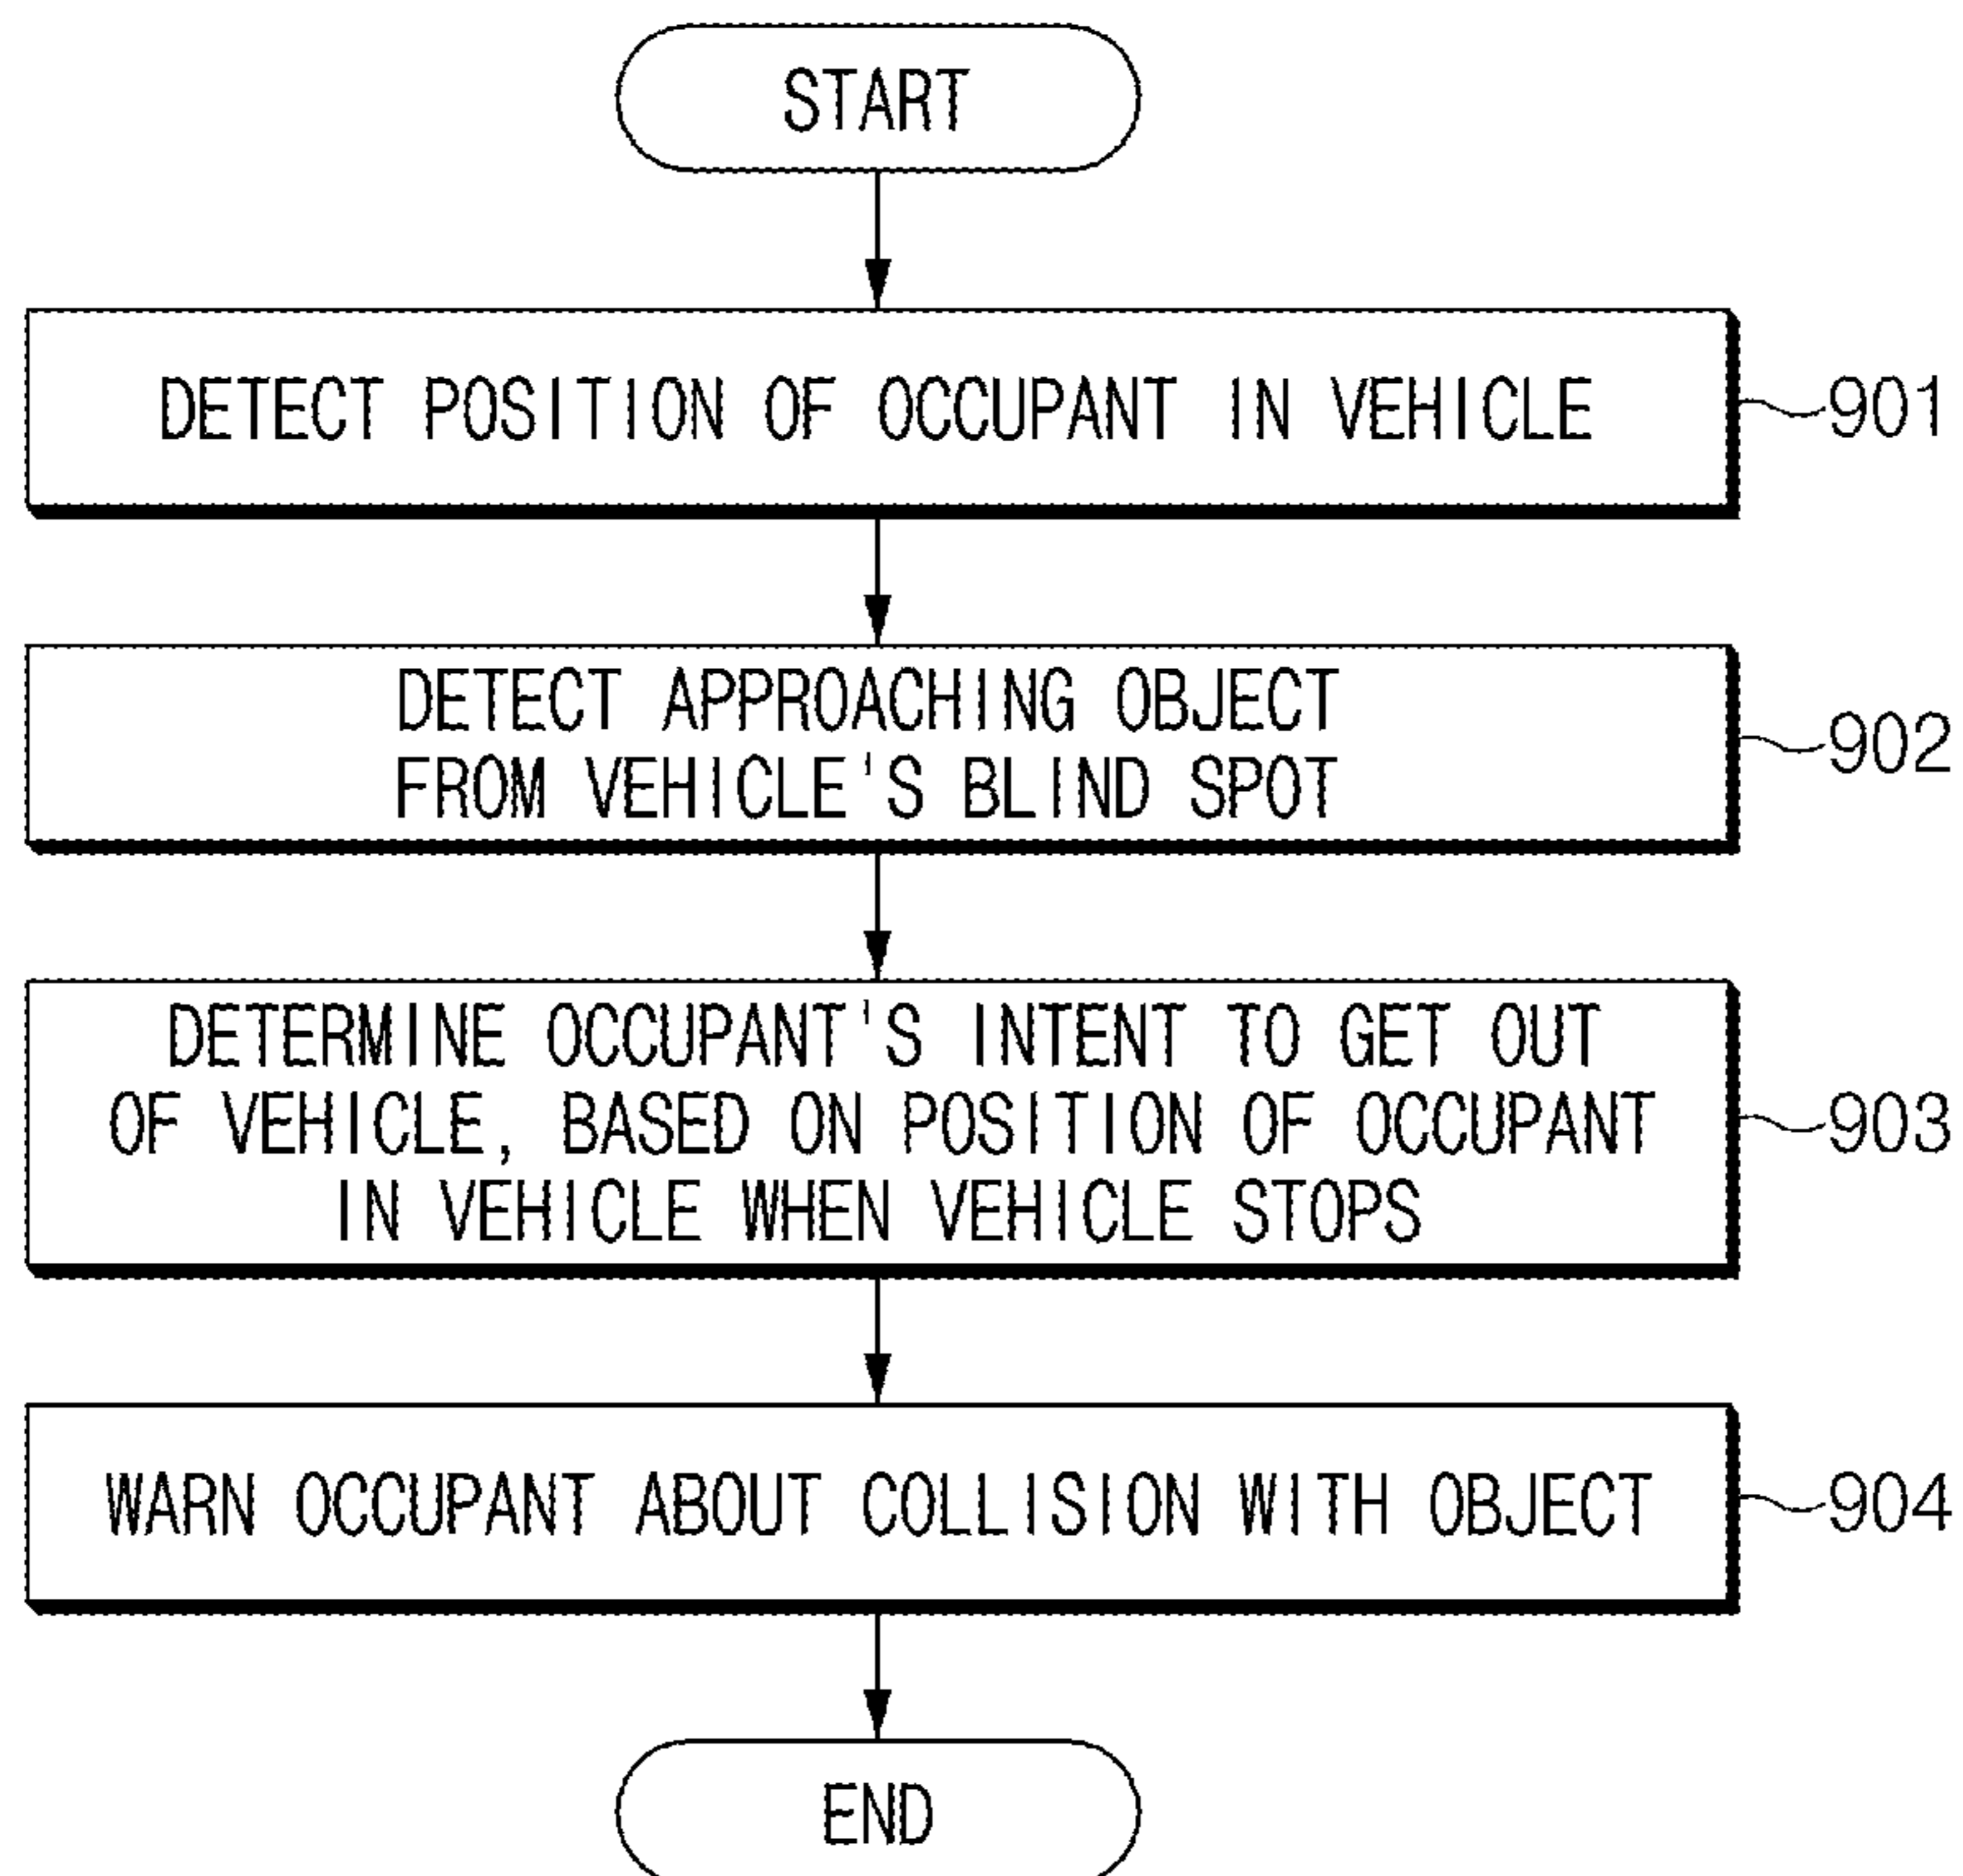 START
DETECT POSITION OF OCCUPANT IN VEHICLE
901
DETECT APPROACHING OBJECT
FROM VEHICLE'S BLIND SPOT
902
DETERMINE OCCUPANT'S INTENT TO GET OUT
OF VEHICLE, BASED ON POSITION OF OCCUPANT
IN VEHICLE WHEN VEHICLE STOPS
903
WARN OCCUPANT ABOUT COLLISION WITH OBJECT
904
END